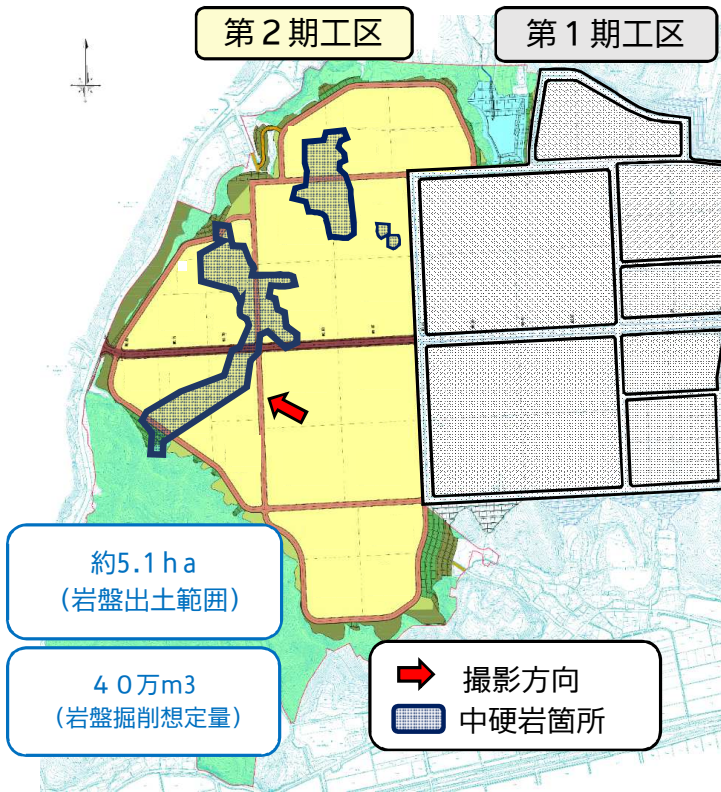 第２期工区
第１期工区
約5.1ｈａ
（岩盤出土範囲）
４０万m3
（岩盤掘削想定量）
撮影方向
中硬岩箇所